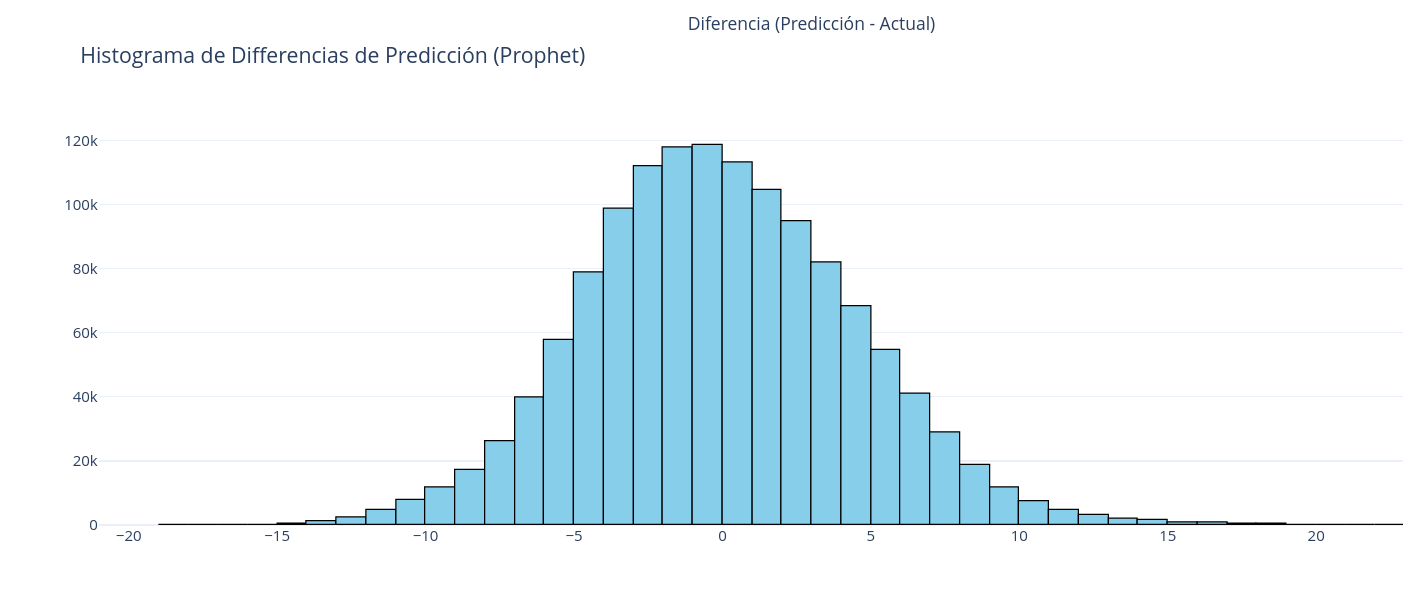 Diferencia (Predicción - Actual)
Histograma de Differencias de Predicción (Prophet)
120k
100k
80k
60k
40k
20k
0
−20 −15 −10 −5 0 5 10 15 20